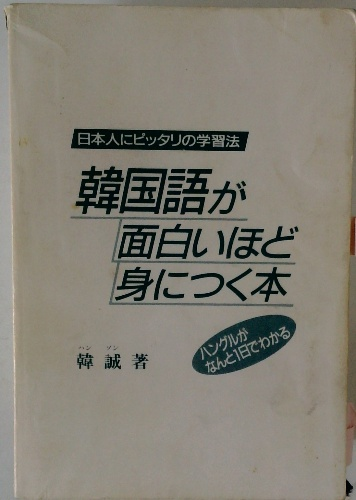 日本人にピッタリの学習法
韓国語が
面白いほど
身につく本
ハングルが
なんと1日でわかる
ハン ソン
韓 誠 著